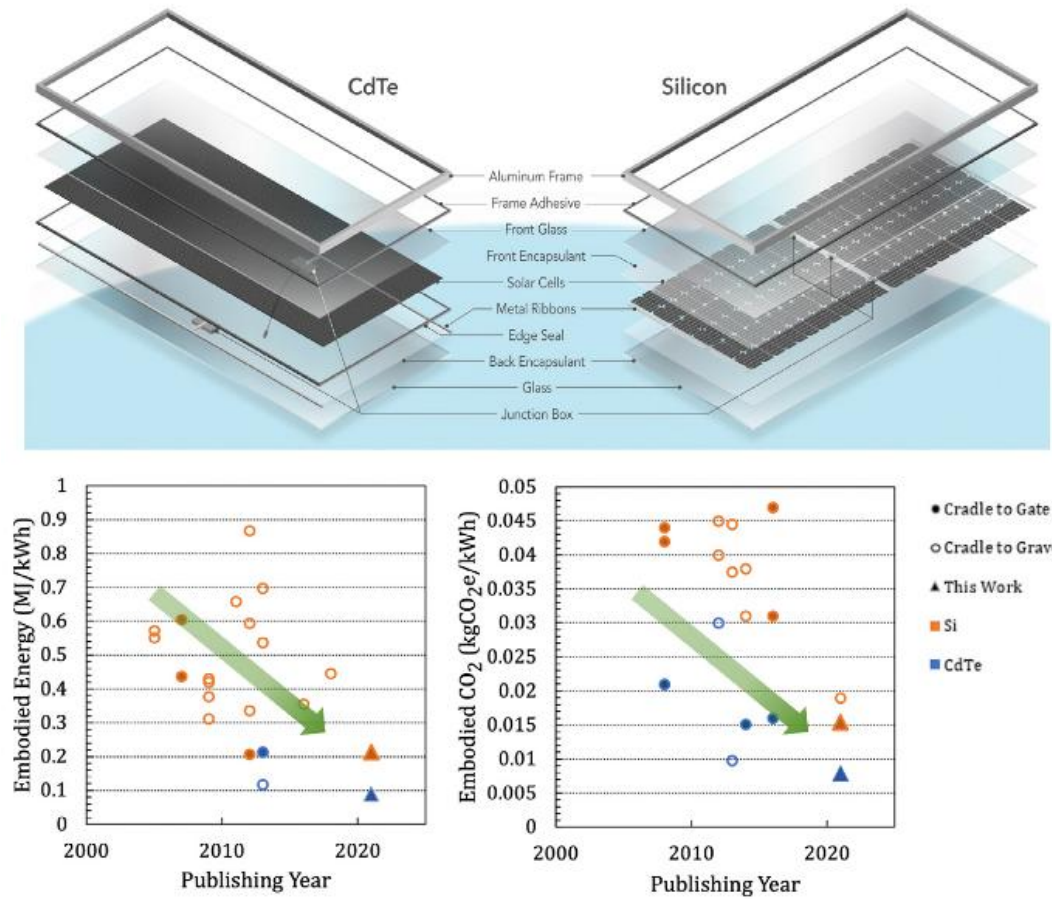 CdTe
Silicon
Aluminum Frame
Frame Adhesive
Front Glass
Front Encapsulant
Solar Cells
Metal Ribbons
Edge Seal
Back Encapsulant
Glass
Junction Box
Embodied Energy (MJ/kWh)
1
0.9
0.8
0.7
0.6
0.5
0.4
0.3
0.2
0.1
0
2000
2010
2020
Publishing Year
Embodied CO₂ (kgCO₂e/kWh)
0.05
0.045
0.04
0.035
0.03
0.025
0.02
0.015
0.01
0.005
0
2000
2010
2020
Publishing Year
Cradle to Gate
Cradle to Grav
This Work
Si
CdTe